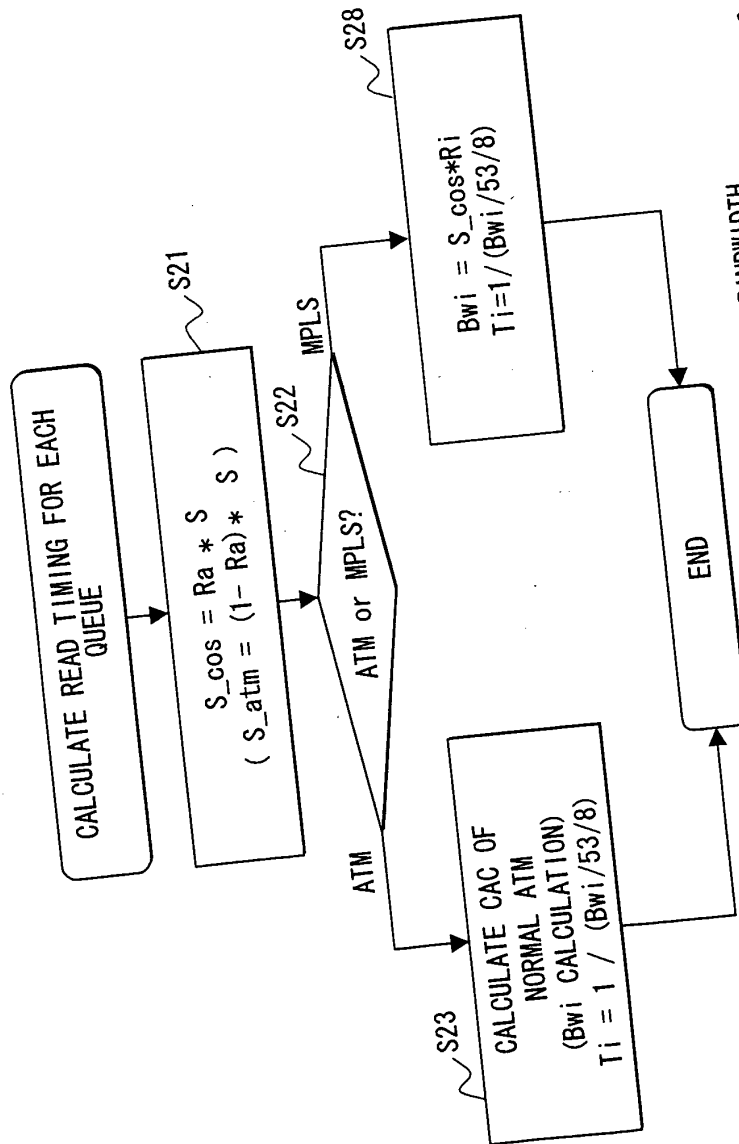 CALCULATE READ TIMING FOR EACH
QUEUE
S21
S_cos = Ra * S
( S_atm = (1- Ra)* S )
S22
ATM or MPLS?
ATM
MPLS
S23
CALCULATE CAC OF
NORMAL ATM
(Bwi CALCULATION)
Ti = 1 / (Bwi/53/8)
S28
Bwi = S_cos*Ri
Ti=1/(Bwi/53/8)
END
BANDWIDTH